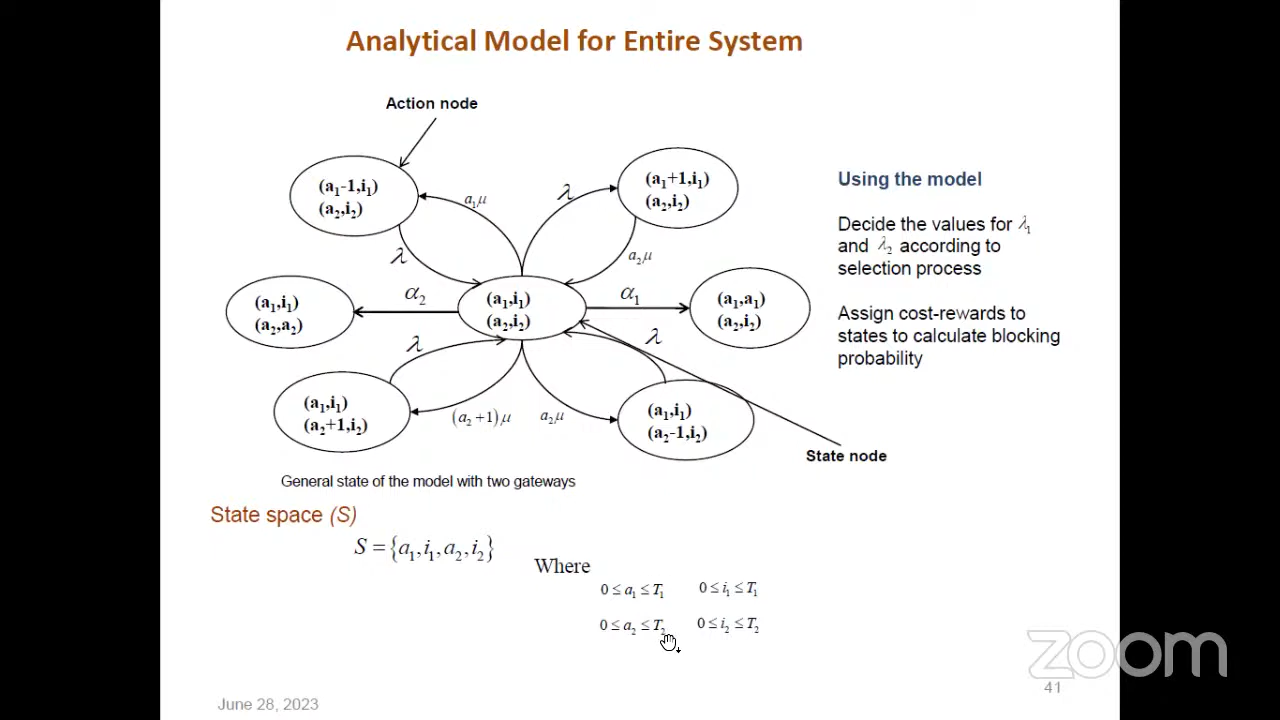 Analytical Model for Entire System
Action node
(a₁-1,i₁)
(a₂,i₂)
a₁μ
λ
(a₁+1,i₁)
(a₂,i₂)
λ
a₂μ
(a₁,i₁)
(a₂,a₂)
α₂
(a₁,i₁)
(a₂,i₂)
α₁
(a₁,a₁)
(a₂,i₂)
λ
λ
(a₁,i₁)
(a₂+1,i₂)
(a₂+1)μ
a₂μ
(a₁,i₁)
(a₂-1,i₂)
State node
General state of the model with two gateways
Using the model
Decide the values for λ₁
and λ₂ according to
selection process
Assign cost-rewards to
states to calculate blocking
probability
State space (S)
S = {a₁,i₁,a₂,i₂}
Where
0 ≤ a₁ ≤ T₁ 0 ≤ i₁ ≤ T₁
0 ≤ a₂ ≤ T₂ 0 ≤ i₂ ≤ T₂
zoom
41
June 28, 2023